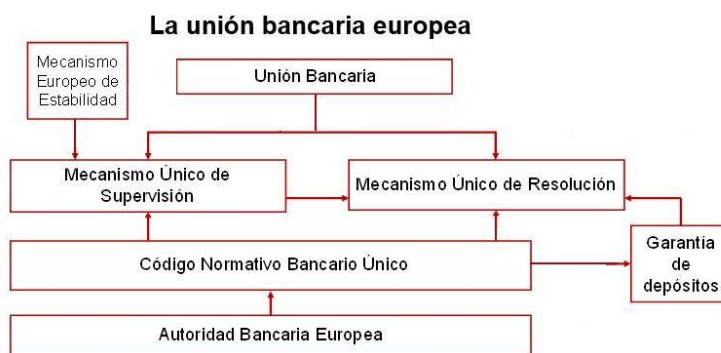 La unión bancaria europea
Mecanismo
Europeo de
Estabilidad
Unión Bancaria
Mecanismo Único de
Supervisión
Mecanismo Único de Resolución
Código Normativo Bancario Único
Garantía
de
depósitos
Autoridad Bancaria Europea